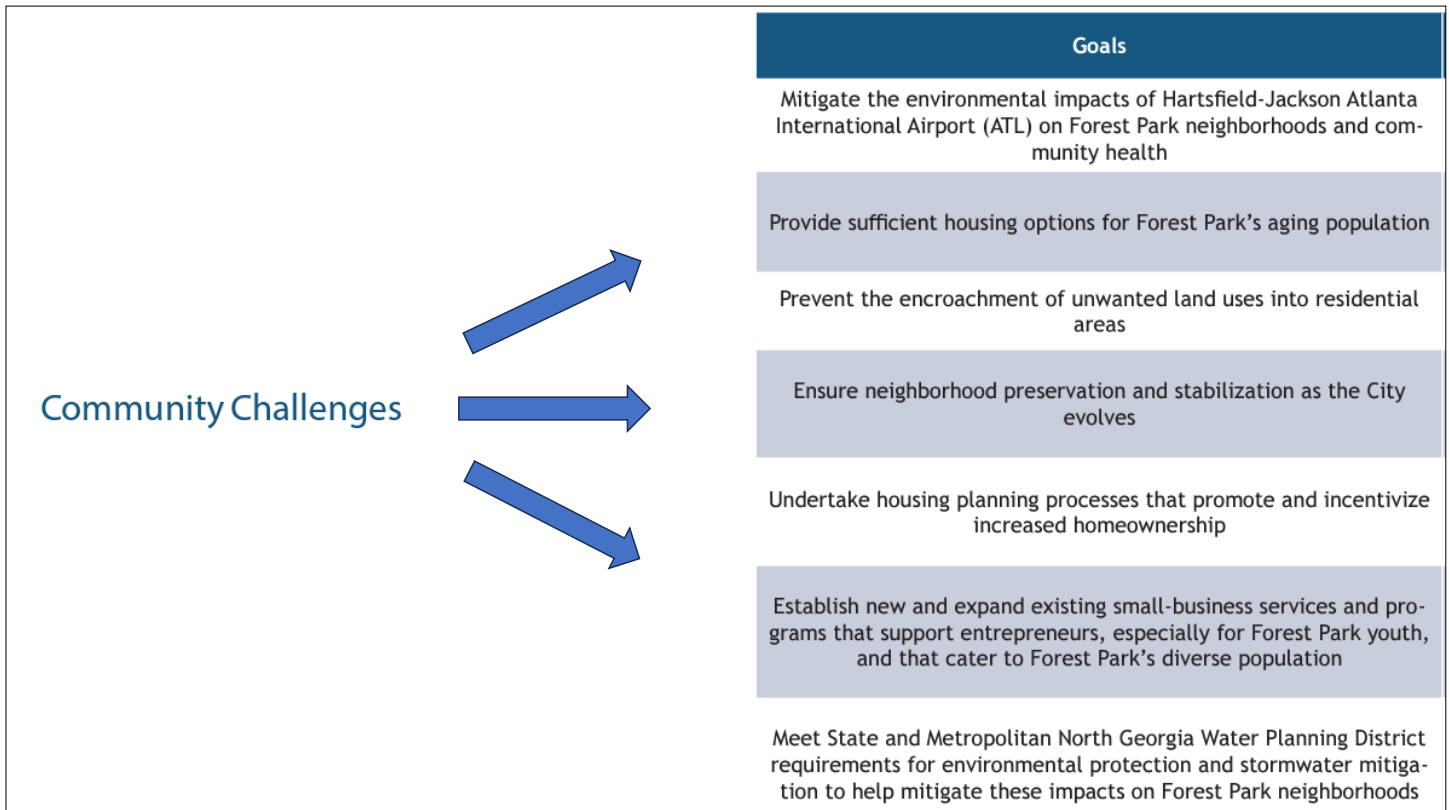 Community Challenges
Goals
Mitigate the environmental impacts of Hartsfield-Jackson Atlanta
International Airport (ATL) on Forest Park neighborhoods and com-
munity health
Provide sufficient housing options for Forest Park’s aging population
Prevent the encroachment of unwanted land uses into residential
areas
Ensure neighborhood preservation and stabilization as the City
evolves
Undertake housing planning processes that promote and incentivize
increased homeownership
Establish new and expand existing small-business services and pro-
grams that support entrepreneurs, especially for Forest Park youth,
and that cater to Forest Park’s diverse population
Meet State and Metropolitan North Georgia Water Planning District
requirements for environmental protection and stormwater mitiga-
tion to help mitigate these impacts on Forest Park neighborhoods